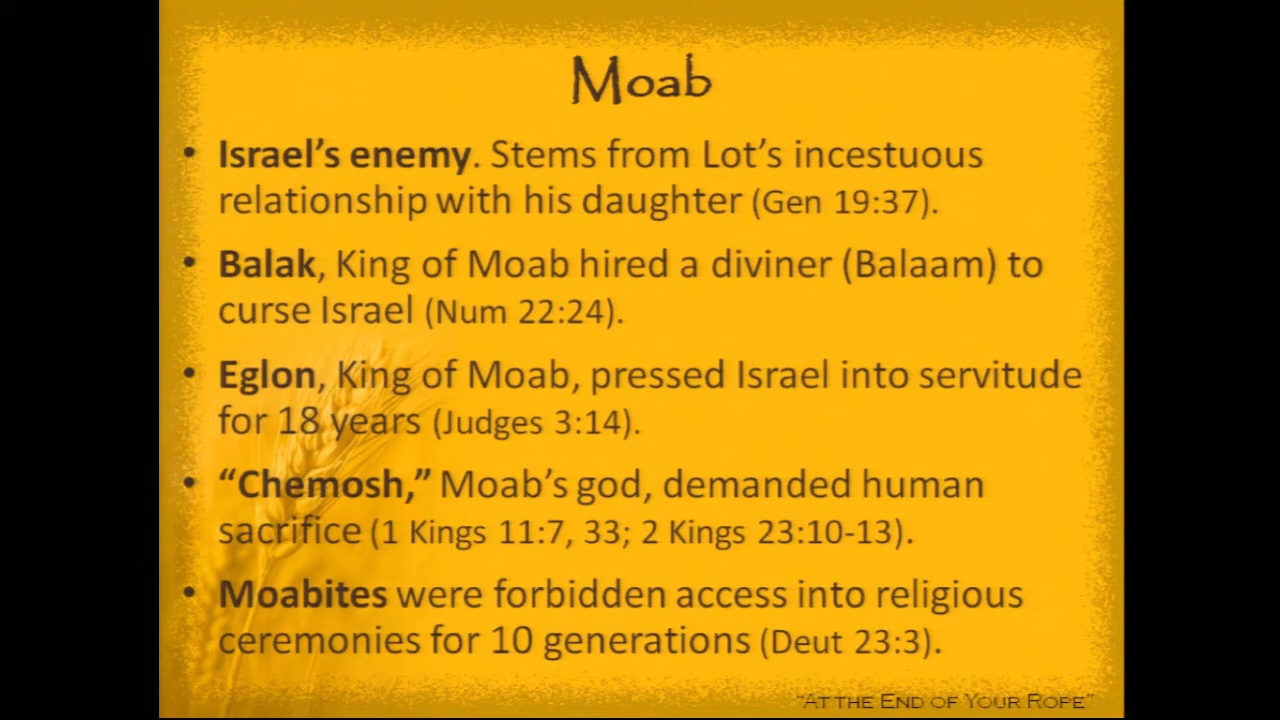 Moab
• Israel’s enemy. Stems from Lot’s incestuous
relationship with his daughter (Gen 19:37).
• Balak, King of Moab hired a diviner (Balaam) to
curse Israel (Num 22:24).
• Eglon, King of Moab, pressed Israel into servitude
for 18 years (Judges 3:14).
• “Chemosh,” Moab’s god, demanded human
sacrifice (1 Kings 11:7, 33; 2 Kings 23:10-13).
• Moabites were forbidden access into religious
ceremonies for 10 generations (Deut 23:3).
“At the End of Your Rope”